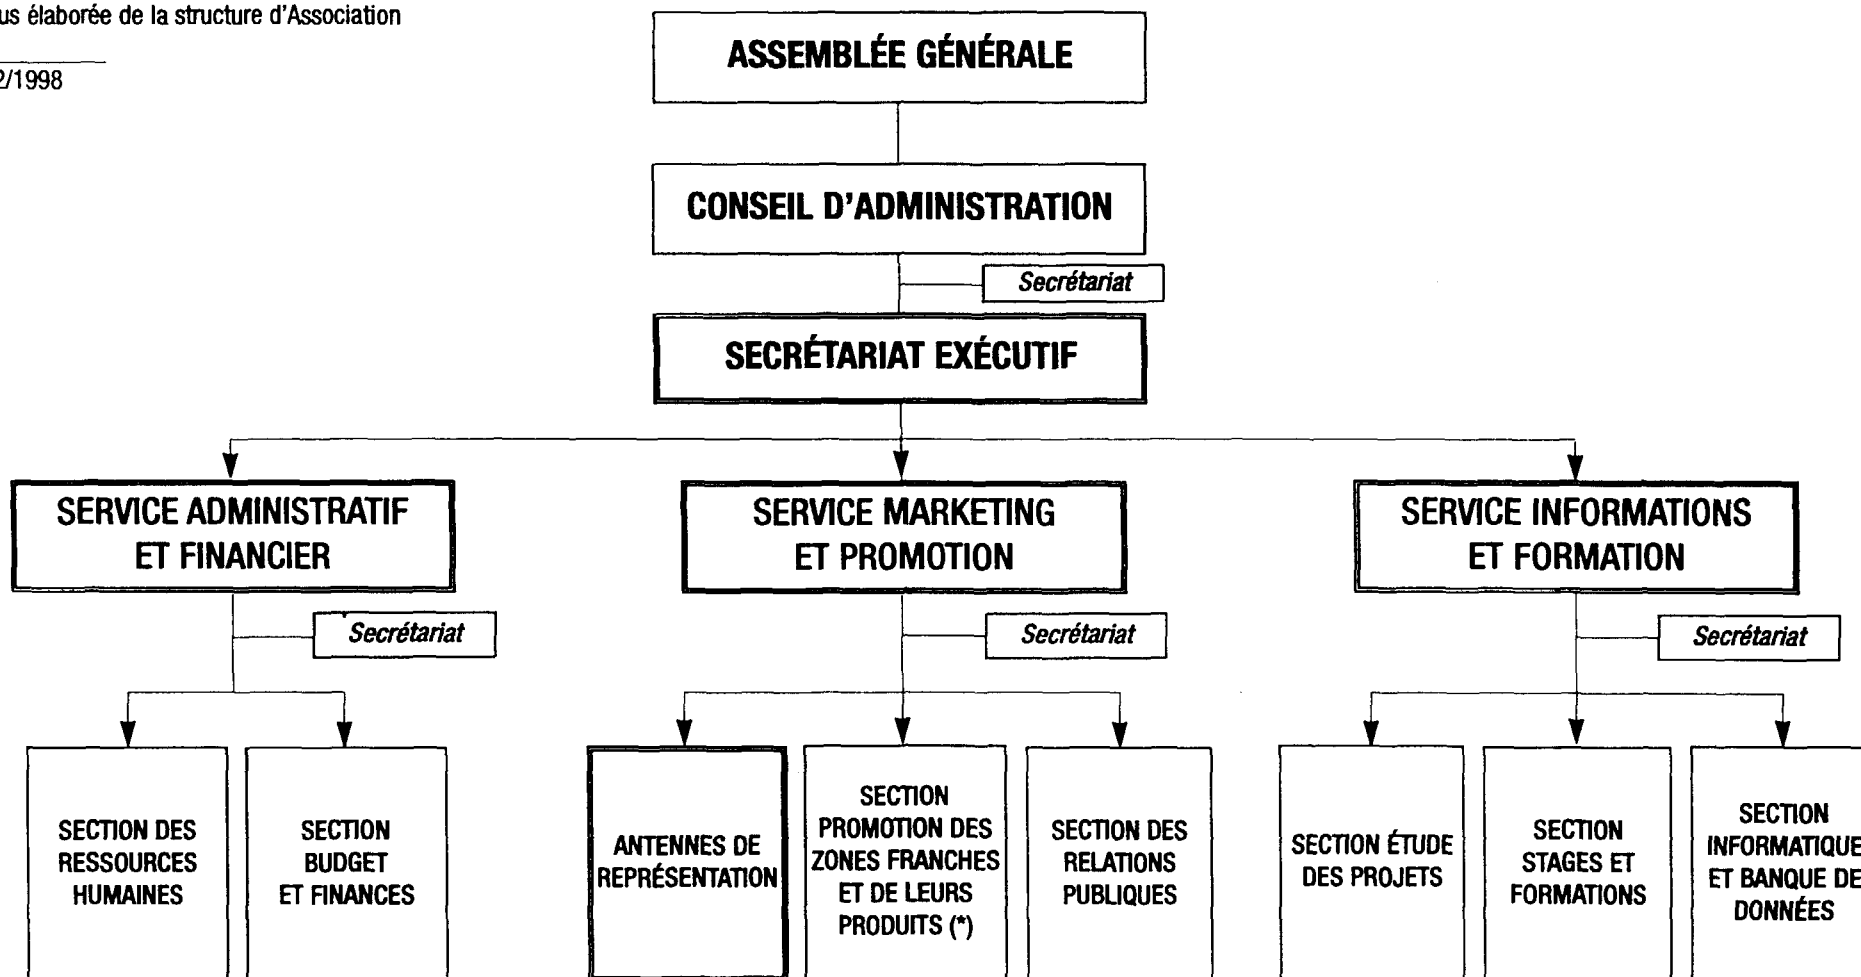 us élaborée de la structure d'Association
2/1998
ASSEMBLÉE GÉNÉRALE
CONSEIL D'ADMINISTRATION
Secrétariat
SECRÉTARIAT EXÉCUTIF
SERVICE ADMINISTRATIF
ET FINANCIER
SERVICE MARKETING
ET PROMOTION
SERVICE INFORMATIONS
ET FORMATION
Secrétariat
Secrétariat
Secrétariat
SECTION DES
RESSOURCES
HUMAINES
SECTION
BUDGET
ET FINANCES
ANTENNES DE
REPRÉSENTATION
SECTION
PROMOTION DES
ZONES FRANCHES
ET DE LEURS
PRODUITS (*)
SECTION DES
RELATIONS
PUBLIQUES
SECTION ÉTUDE
DES PROJETS
SECTION
STAGES ET
FORMATIONS
SECTION
INFORMATIQUE
ET BANQUE DE
DONNÉES